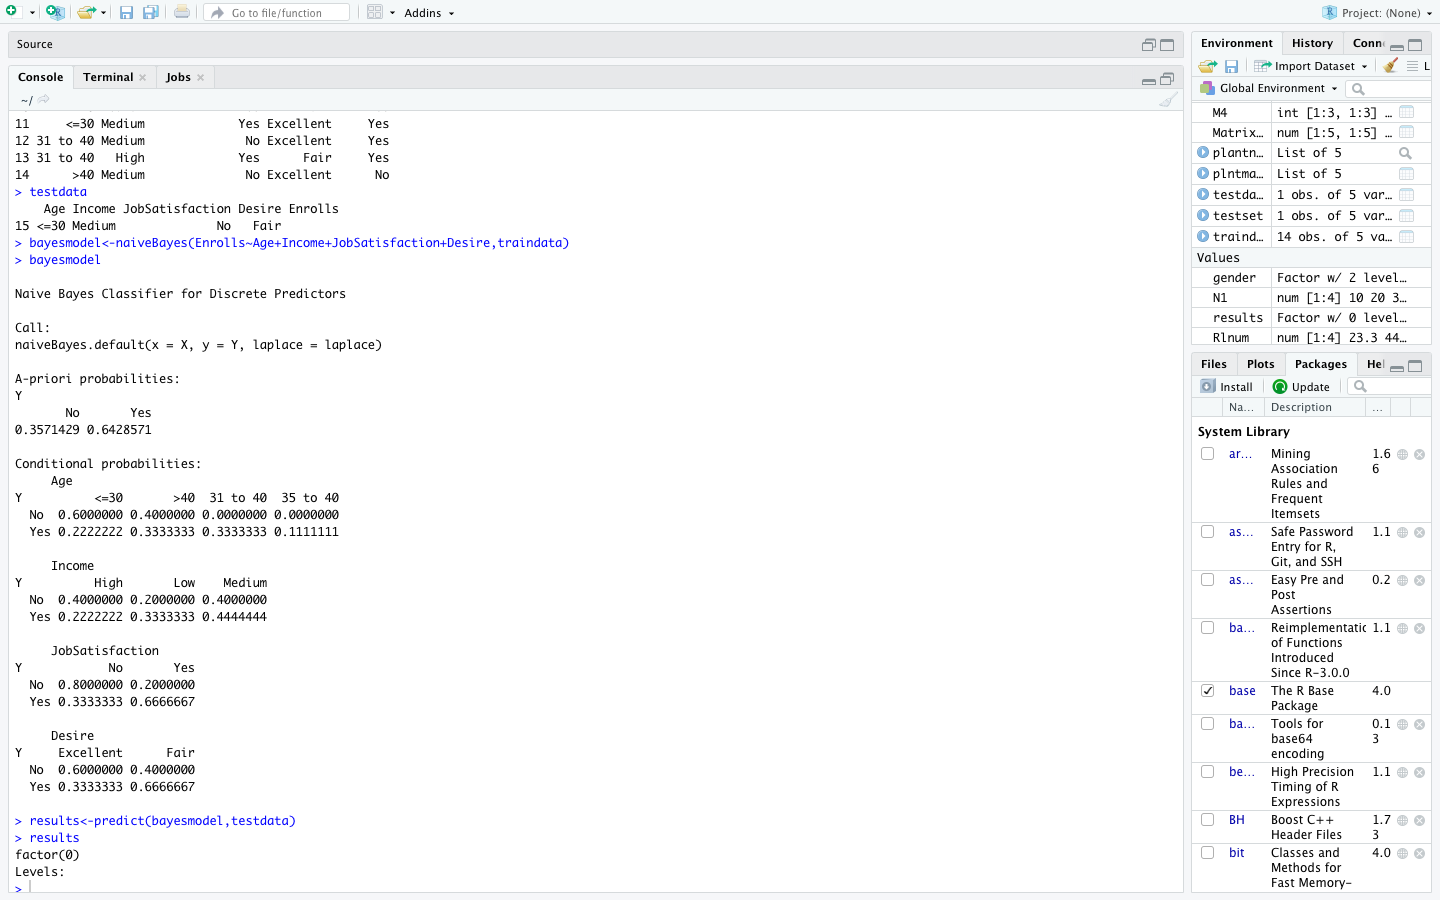 Go to file/function
Addins
Project: (None)
Source
Console Terminal Jobs
~/
11 <=30 Medium Yes Excellent Yes
12 31 to 40 Medium No Excellent Yes
13 31 to 40 High Yes Fair Yes
14 >40 Medium No Excellent No
> testdata
Age Income JobSatisfaction Desire Enrolls
15 <=30 Medium No Fair
> bayesmodel<-naiveBayes(Enrolls~Age+Income+JobSatisfaction+Desire,traindata)
> bayesmodel
Naive Bayes Classifier for Discrete Predictors
Call:
naiveBayes.default(x = X, y = Y, laplace = laplace)
A-priori probabilities:
Y
No Yes
0.3571429 0.6428571
Conditional probabilities:
Age
Y <=30 >40 31 to 40 35 to 40
No 0.6000000 0.4000000 0.0000000 0.0000000
Yes 0.2222222 0.3333333 0.3333333 0.1111111
Income
Y High Low Medium
No 0.4000000 0.2000000 0.4000000
Yes 0.2222222 0.3333333 0.4444444
JobSatisfaction
Y No Yes
No 0.8000000 0.2000000
Yes 0.3333333 0.6666667
Desire
Y Excellent Fair
No 0.6000000 0.4000000
Yes 0.3333333 0.6666667
> results<-predict(bayesmodel,testdata)
> results
factor(0)
Levels:
>
Environment History Conn
Import Dataset L
Global Environment
M4 int [1:3, 1:3] …
Matrix… num [1:5, 1:5] …
plantn… List of 5
plntma… List of 5
testda… 1 obs. of 5 var…
testset 1 obs. of 5 var…
traind… 14 obs. of 5 va…
Values
gender Factor w/ 2 level…
N1 num [1:4] 10 20 3…
results Factor w/ 0 level…
Rlnum num [1:4] 23.3 44…
Files Plots Packages Hel
Install Update
Na… Description …
System Library
ar… Mining 1.6
Association 6
Rules and
Frequent
Itemsets
as… Safe Password 1.1
Entry for R,
Git, and SSH
as… Easy Pre and 0.2
Post
Assertions
ba… Reimplementatic 1.1
of Functions
Introduced
Since R-3.0.0
base The R Base 4.0
Package
ba… Tools for 0.1
base64 3
encoding
be… High Precision 1.1
Timing of R
Expressions
BH Boost C++ 1.7
Header Files 3
bit Classes and 4.0
Methods for
Fast Memory-